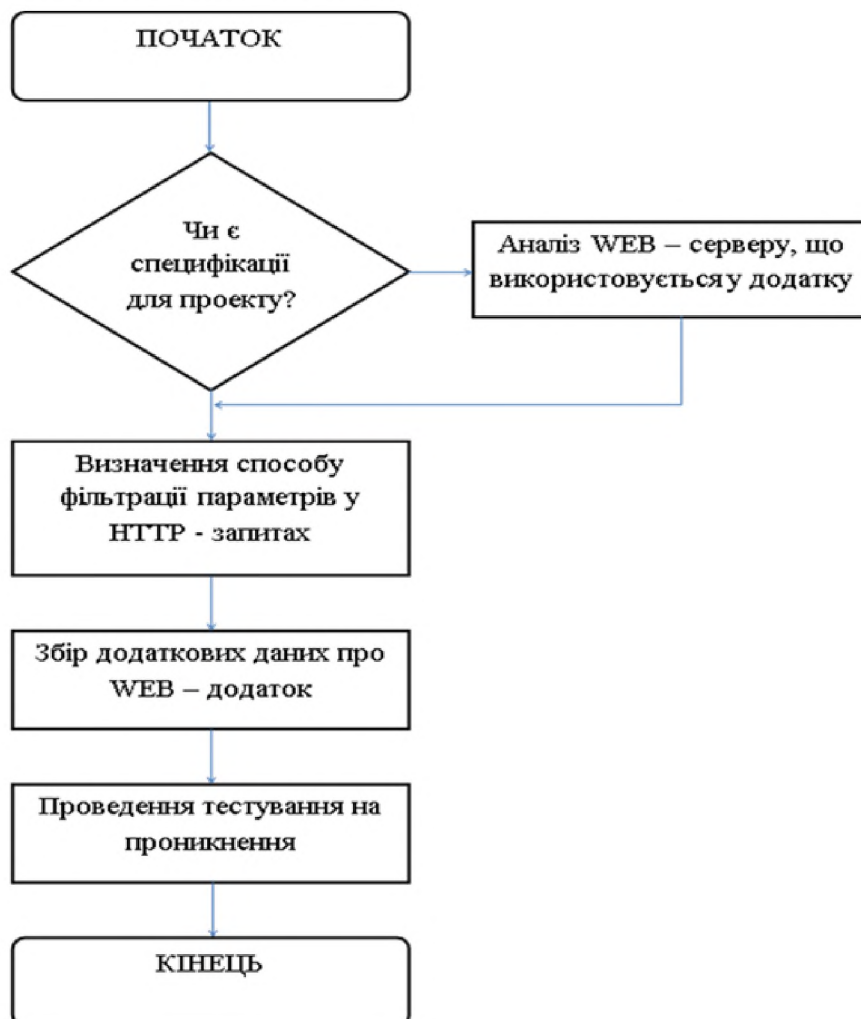 ПОЧАТОК
Чи є
специфікації
для проекту?
Аналіз WEB – серверу, що
використовується у додатку
Визначення способу
фільтрації параметрів у
HTTP - запитах
Збір додаткових даних про
WEB – додаток
Проведення тестування на
проникнення
КІНЕЦЬ